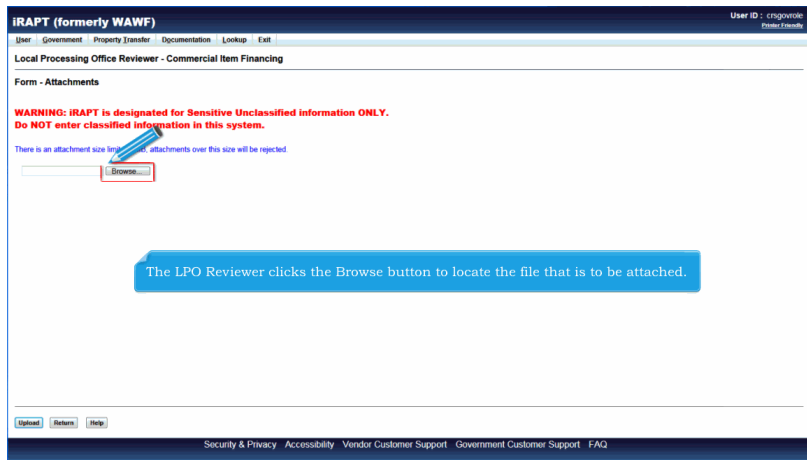 iRAPT (formerly WAWF)
User ID : crsgovrole
Printer Friendly
User Government Property Transfer Documentation Lookup Exit
Local Processing Office Reviewer - Commercial Item Financing
Form - Attachments
WARNING: iRAPT is designated for Sensitive Unclassified information ONLY.
Do NOT enter classified information in this system.
There is an attachment size limit attachments over this size will be rejected.
Browse...
The LPO Reviewer clicks the Browse button to locate the file that is to be attached.
Upload Return Help
Security & Privacy Accessibility Vendor Customer Support Government Customer Support FAQ